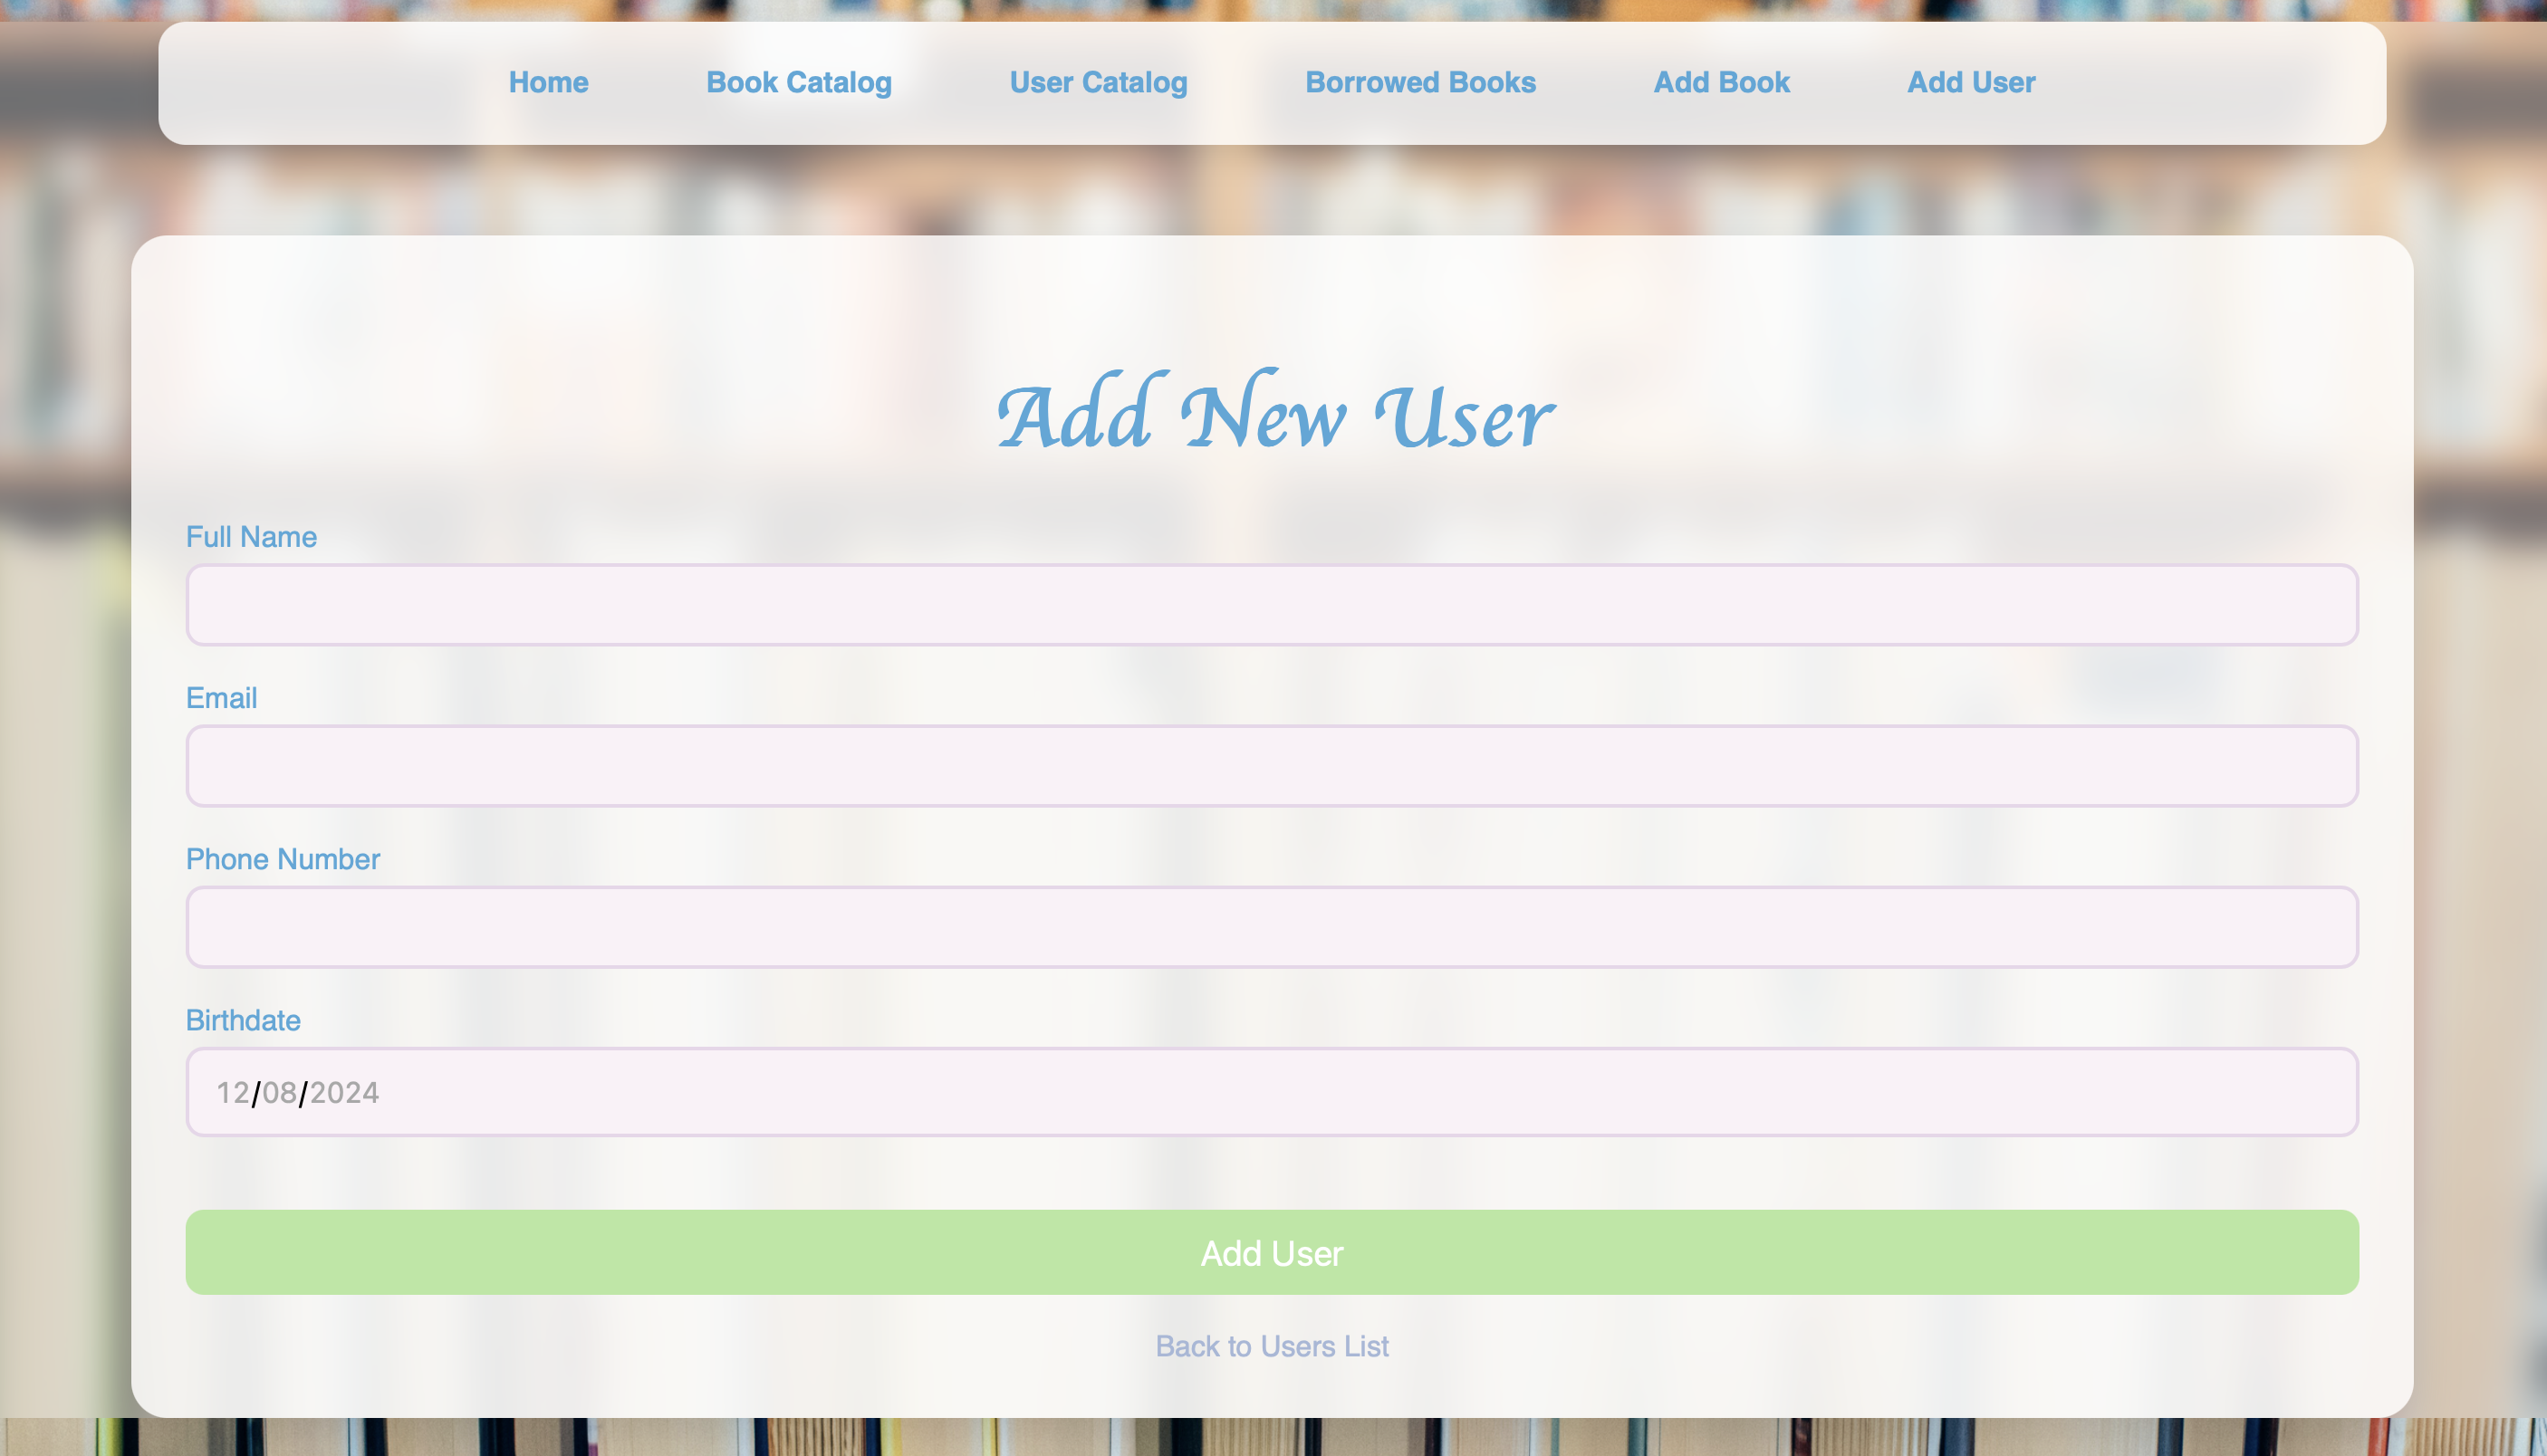 Home Book Catalog User Catalog Borrowed Books Add Book Add User
Add New User
Full Name
Email
Phone Number
Birthdate
12/08/2024
Add User
Back to Users List